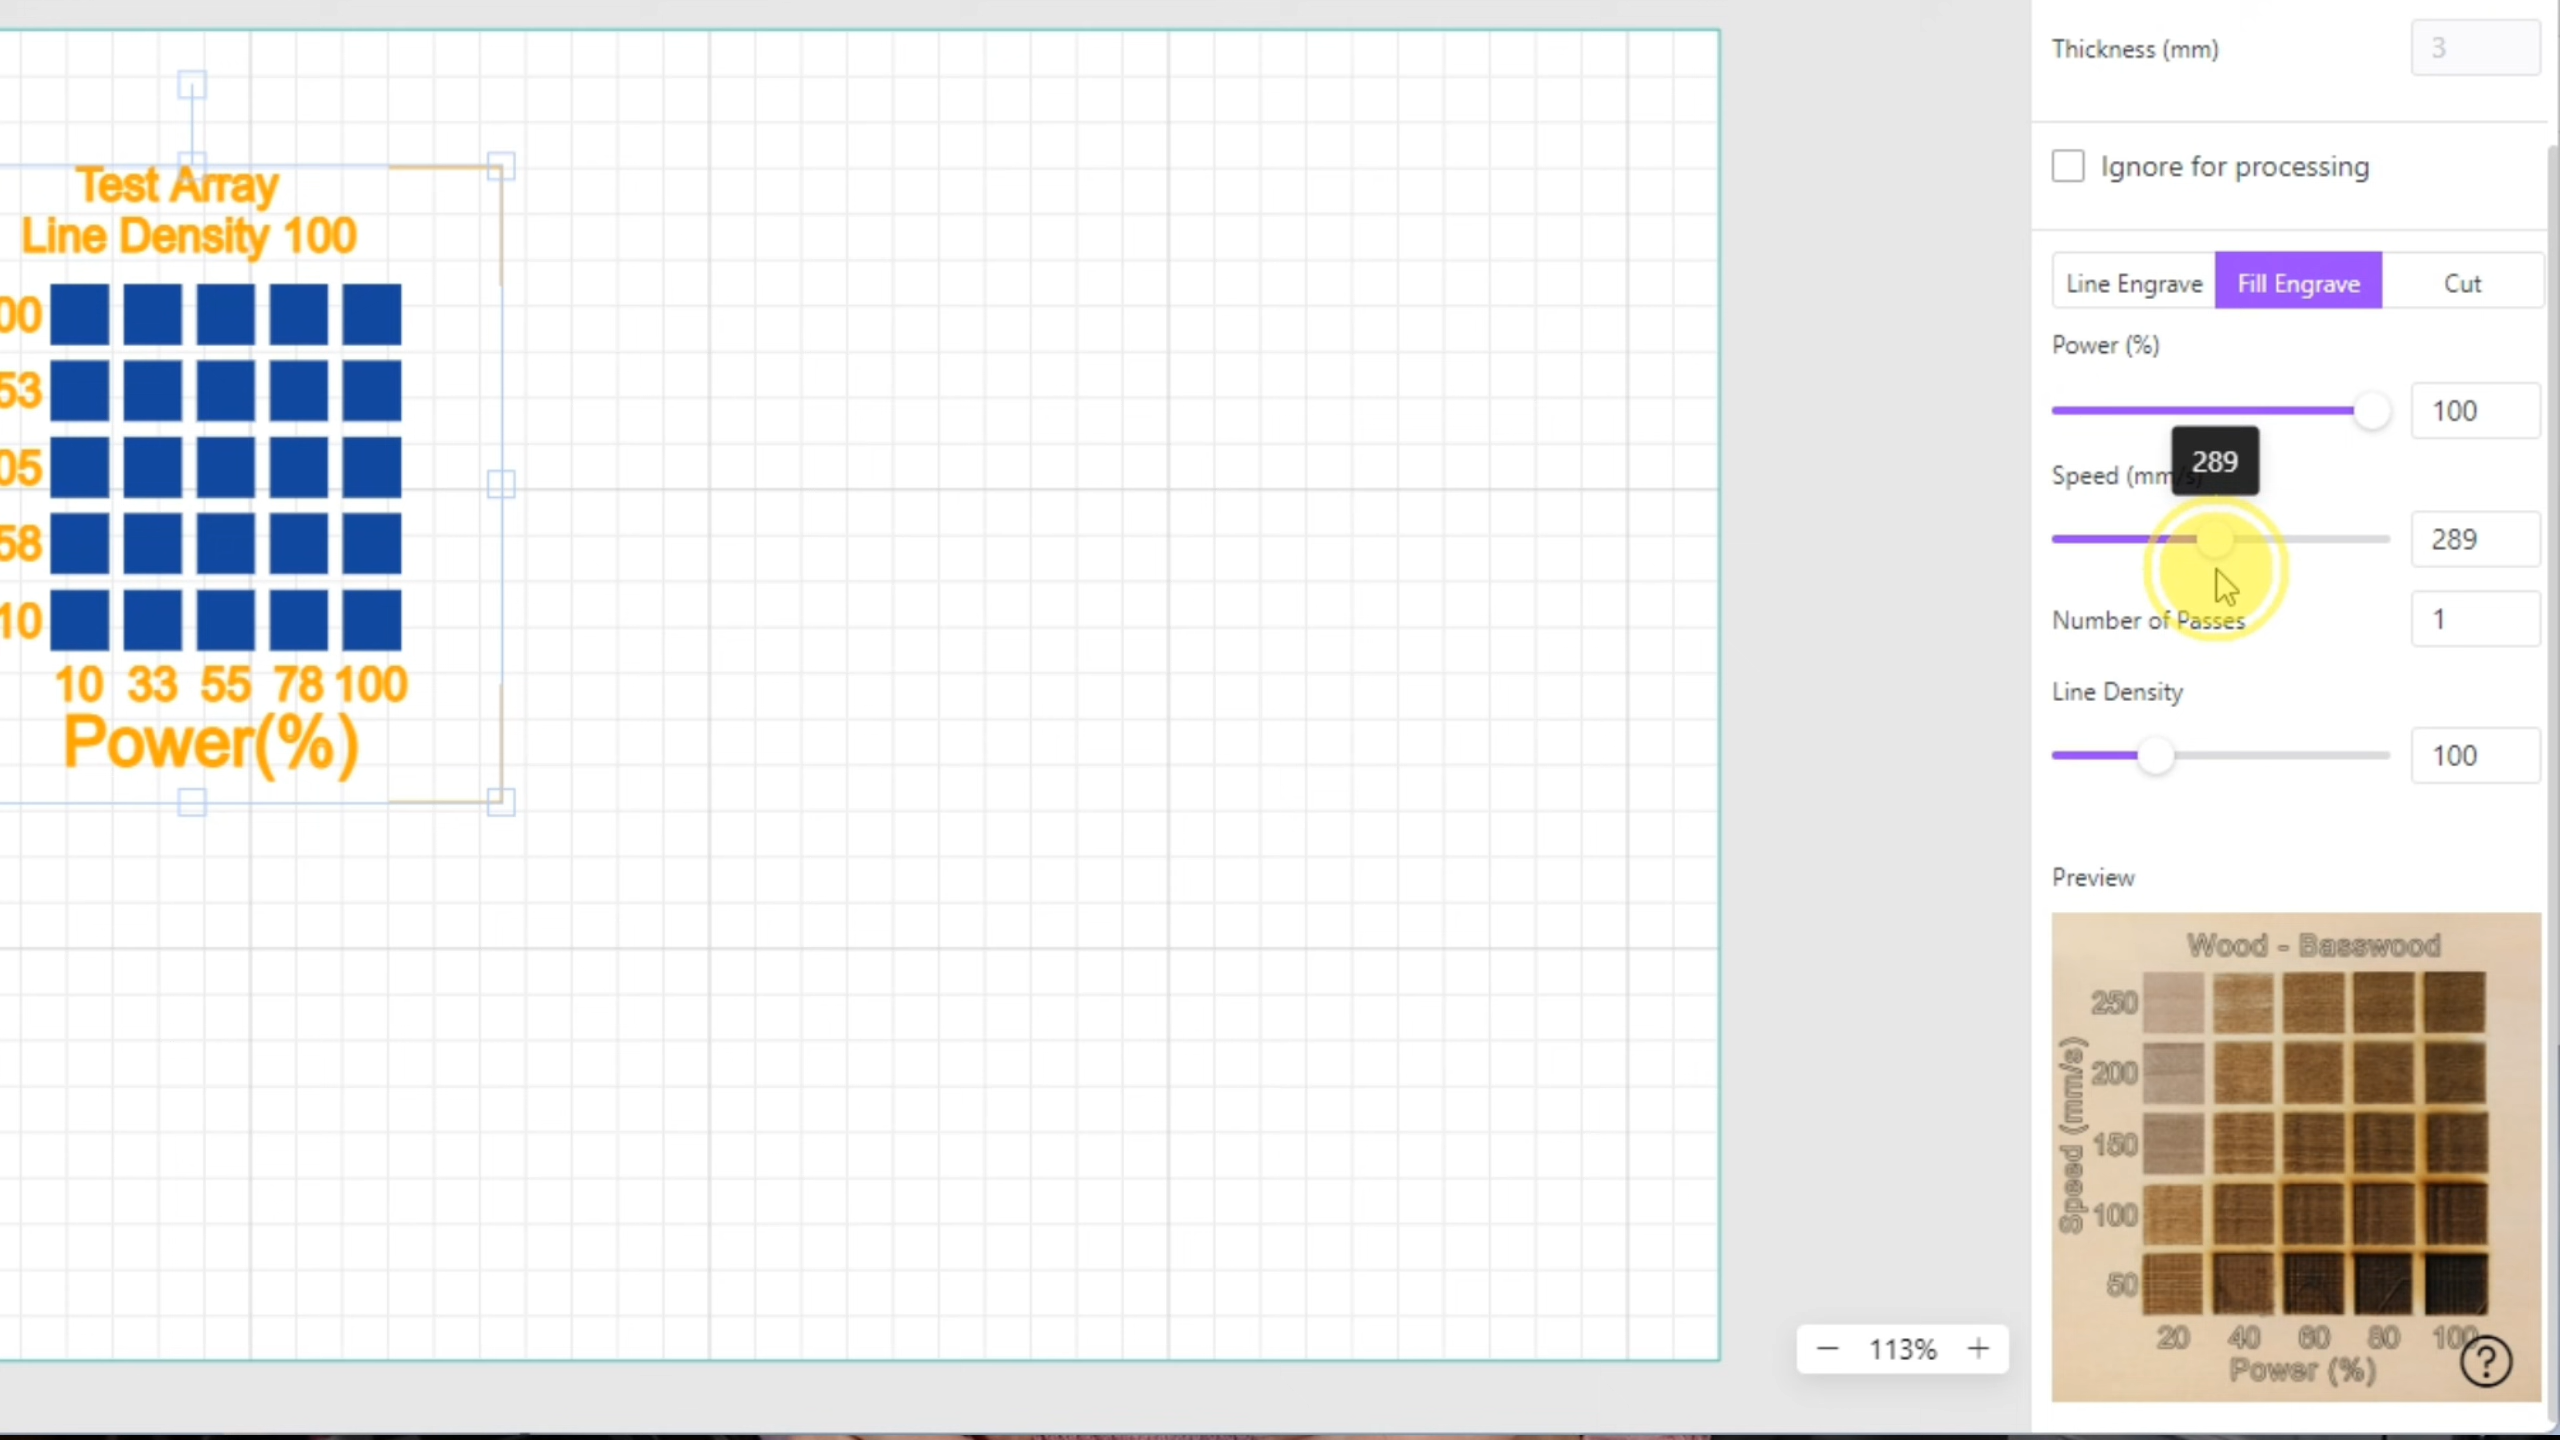 Test Array
Line Density 100
00
53
05
58
10
10 33 55 78 100
Power(%)
Thickness (mm) 3
Ignore for processing
Line Engrave Fill Engrave Cut
Power (%)
100
289
Speed (mm/s)
289
Number of Passes 1
Line Density
100
Preview
Wood - Basswood
250
200
150
100
50
Speed (mm/s)
20 40 60 80 100
Power (%)
?
− 113% +